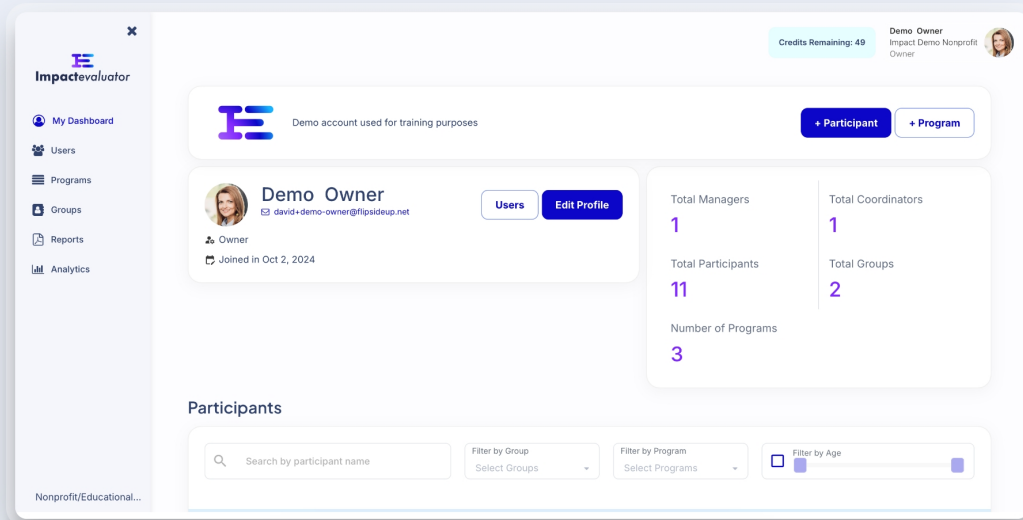 Impactevaluator
My Dashboard
Users
Programs
Groups
Reports
Analytics
Nonprofit/Educational...
Credits Remaining: 49
Demo Owner
Impact Demo Nonprofit
Owner
Demo account used for training purposes
+ Participant
+ Program
Demo Owner
david+demo-owner@flipsideup.net
Users
Edit Profile
Owner
Joined in Oct 2, 2024
Total Managers
1
Total Coordinators
1
Total Participants
11
Total Groups
2
Number of Programs
3
Participants
Search by participant name
Filter by Group
Select Groups
Filter by Program
Select Programs
Filter by Age